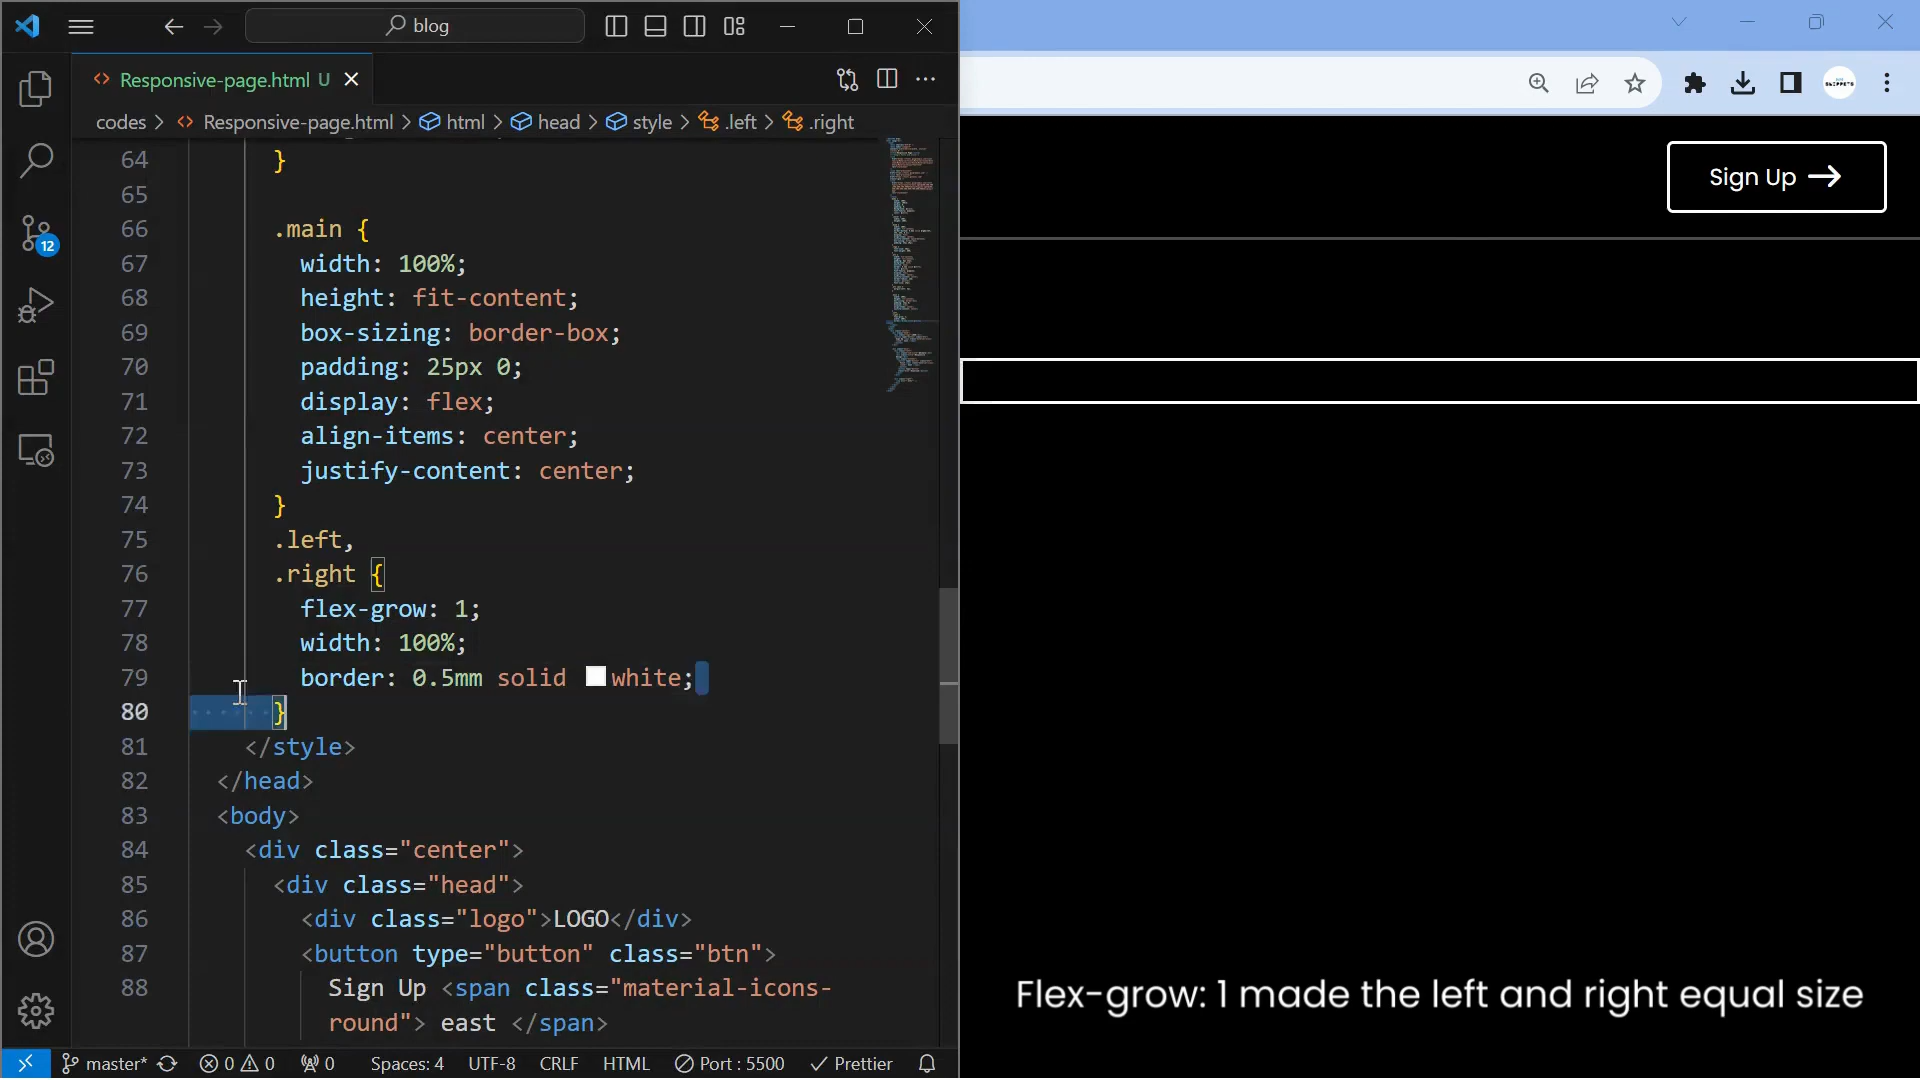 blog
Responsive-page.html U
codes > Responsive-page.html > html > head > style > .left > .right
64 }
65
66 .main {
67 width: 100%;
68 height: fit-content;
69 box-sizing: border-box;
70 padding: 25px 0;
71 display: flex;
72 align-items: center;
73 justify-content: center;
74 }
75 .left,
76 .right {
77 flex-grow: 1;
78 width: 100%;
79 border: 0.5mm solid white;
80 }
81 </style>
82 </head>
83 <body>
84 <div class="center">
85 <div class="head">
86 <div class="logo">LOGO</div>
87 <button type="button" class="btn">
88 Sign Up <span class="material-icons-
round"> east </span>
12
master* 0 0 0 Spaces: 4 UTF-8 CRLF HTML Port : 5500 Prettier
Sign Up
Flex-grow: 1 made the left and right equal size